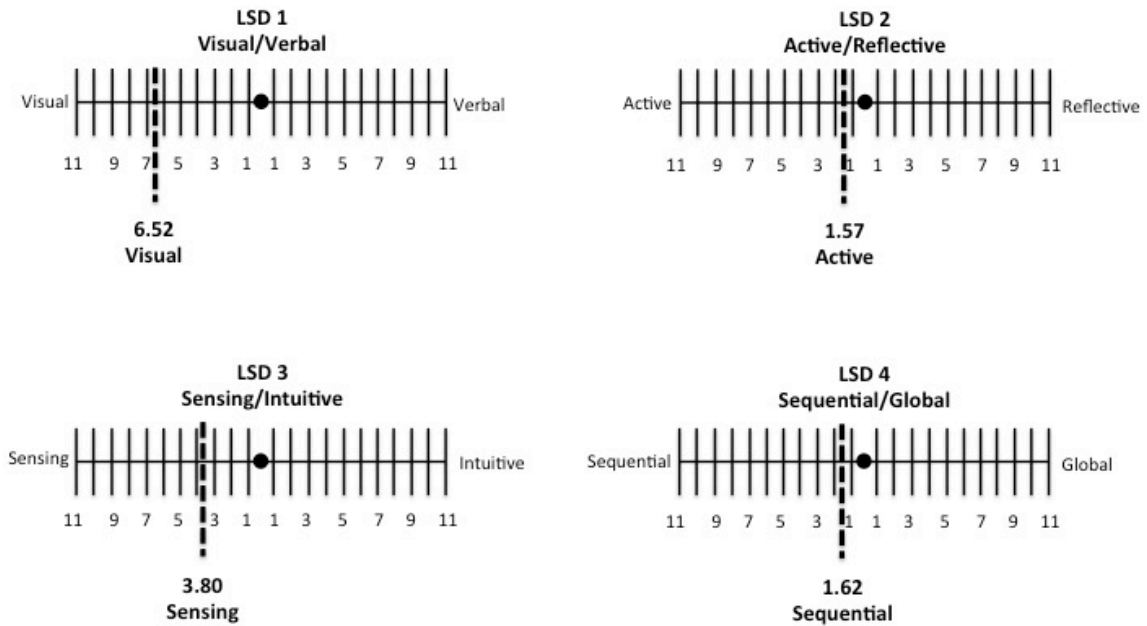 LSD 1
Visual/Verbal
Visual
Verbal
11 9 7 5 3 1 1 3 5 7 9 11
6.52
Visual
LSD 2
Active/Reflective
Active
Reflective
11 9 7 5 3 1 1 3 5 7 9 11
1.57
Active
LSD 3
Sensing/Intuitive
Sensing
Intuitive
11 9 7 5 3 1 1 3 5 7 9 11
3.80
Sensing
LSD 4
Sequential/Global
Sequential
Global
11 9 7 5 3 1 1 3 5 7 9 11
1.62
Sequential